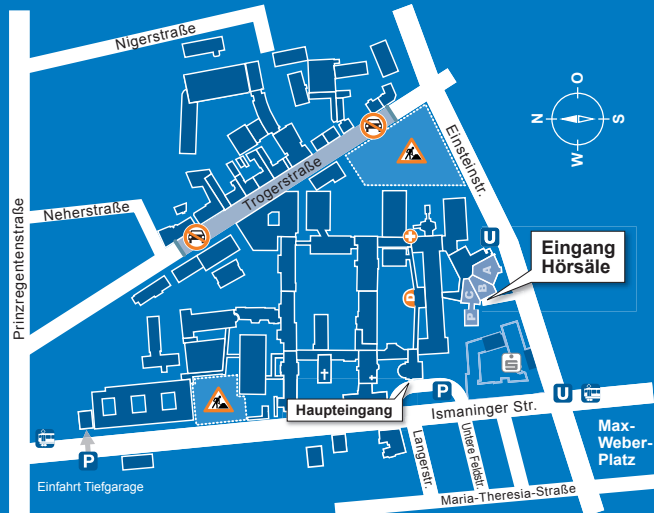 Nigerstraße
O
N
S
W
Einsteinstr.
Trogerstraße
Neherstraße
Prinzregentenstraße
U
Eingang
Hörsäle
A
B
C
P
D
S
P
Haupteingang
Ismaninger Str.
U
Max-
Weber-
Platz
Langerstr.
Untere Feldstr.
P
Einfahrt Tiefgarage
Maria-Theresia-Straße